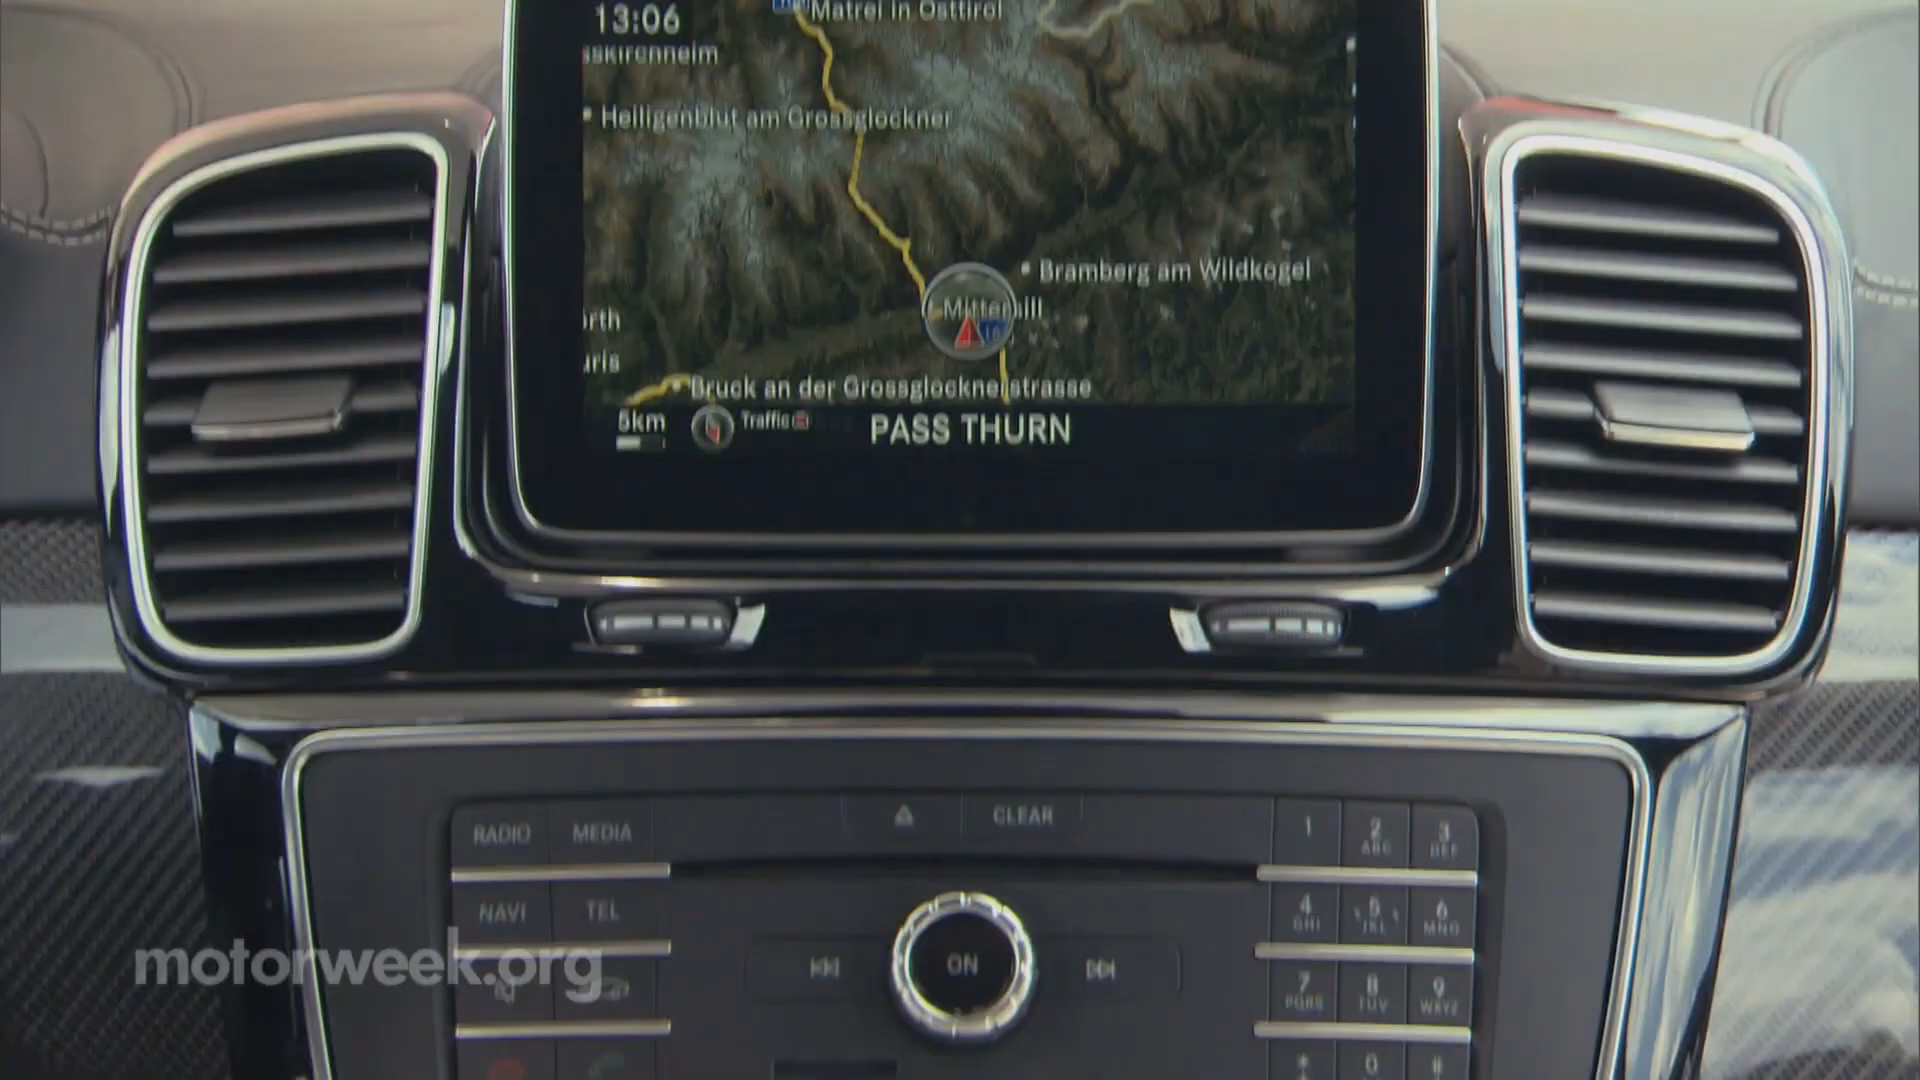 Matrei in Osttirol
13:06
Heiligenblut am Grossglockner
Bramberg am Wildkogel
Mittersill
16
Bruck an der Grossglocknerstrasse
5km
Traffic
PASS THURN
RADIO
MEDIA
CLEAR
1
2
ABC
3
DEF
NAVI
TEL
4
GHI
5
JKL
6
MNO
ON
7
PQRS
8
TUV
9
WXYZ
*
0
#
motorweek.org